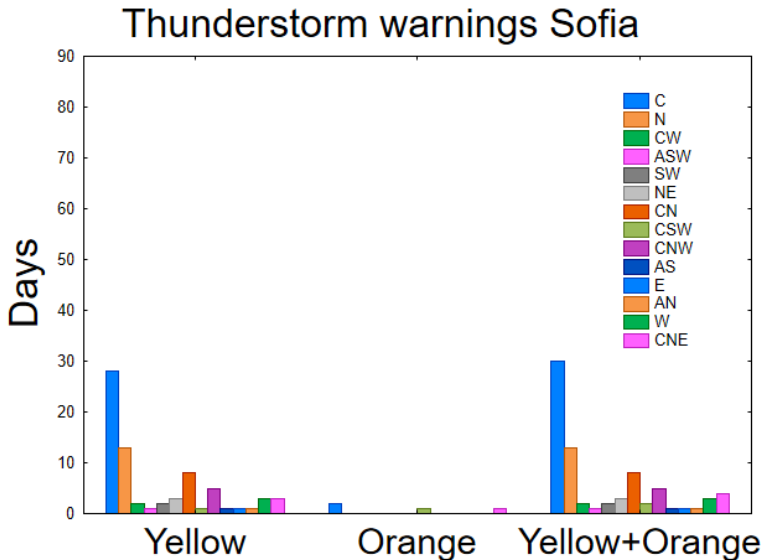 Thunderstorm warnings Sofia
Days
90
80
70
60
50
40
30
20
10
0
C
N
CW
ASW
SW
NE
CN
CSW
CNW
AS
E
AN
W
CNE
Yellow Orange Yellow+Orange